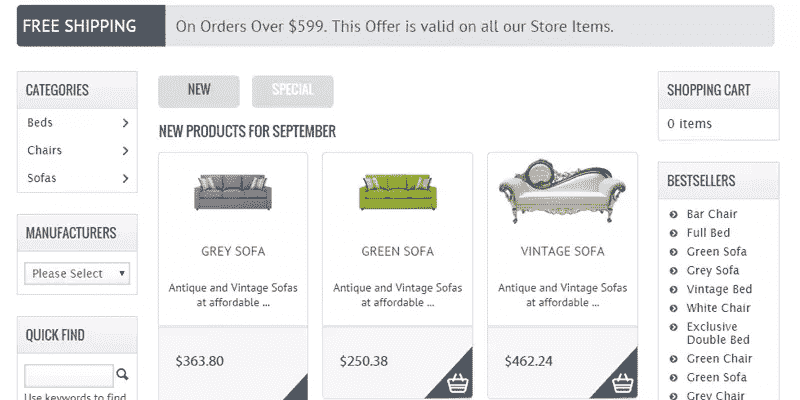 FREE SHIPPING
On Orders Over $599. This Offer is valid on all our Store Items.
CATEGORIES
Beds
Chairs
Sofas
MANUFACTURERS
Please Select
QUICK FIND
Use keywords to find
NEW
SPECIAL
NEW PRODUCTS FOR SEPTEMBER
GREY SOFA
Antique and Vintage Sofas
at affordable ...
$363.80
GREEN SOFA
Antique and Vintage Sofas
at affordable ...
$250.38
VINTAGE SOFA
Antique and Vintage Sofas
at affordable ...
$462.24
SHOPPING CART
0 items
BESTSELLERS
Bar Chair
Full Bed
Green Sofa
Grey Sofa
Vintage Bed
White Chair
Exclusive
Double Bed
Green Chair
Green Sofa
Grey Chair